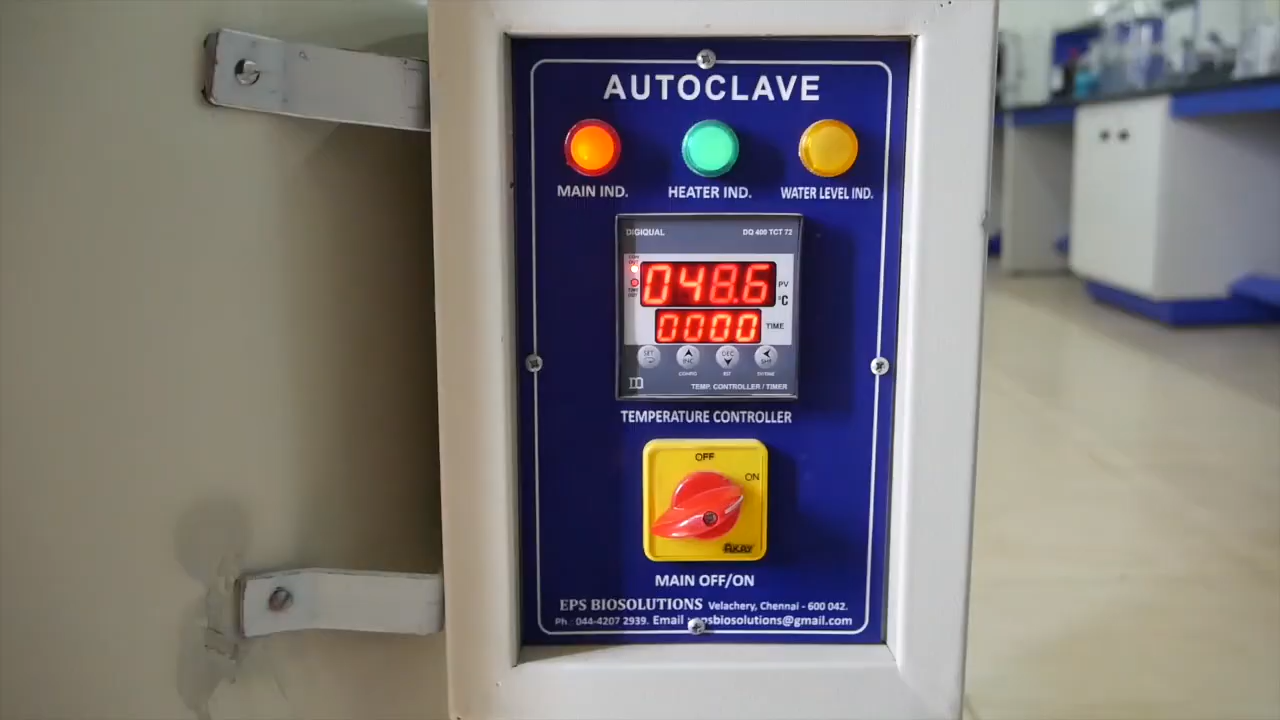 AUTOCLAVE
MAIN IND. HEATER IND. WATER LEVEL IND.
DIGIQUAL DQ 400 TCT 72
048.6 PV
°C
0000 TIME
SET INC DEC SHF
TEMP. CONTROLLER / TIMER
TEMPERATURE CONTROLLER
OFF
ON
MAIN OFF/ON
EPS BIOSOLUTIONS Velachery, Chennai - 600 042.
Ph : 044-4207 2939. Email : epsbiosolutions@gmail.com